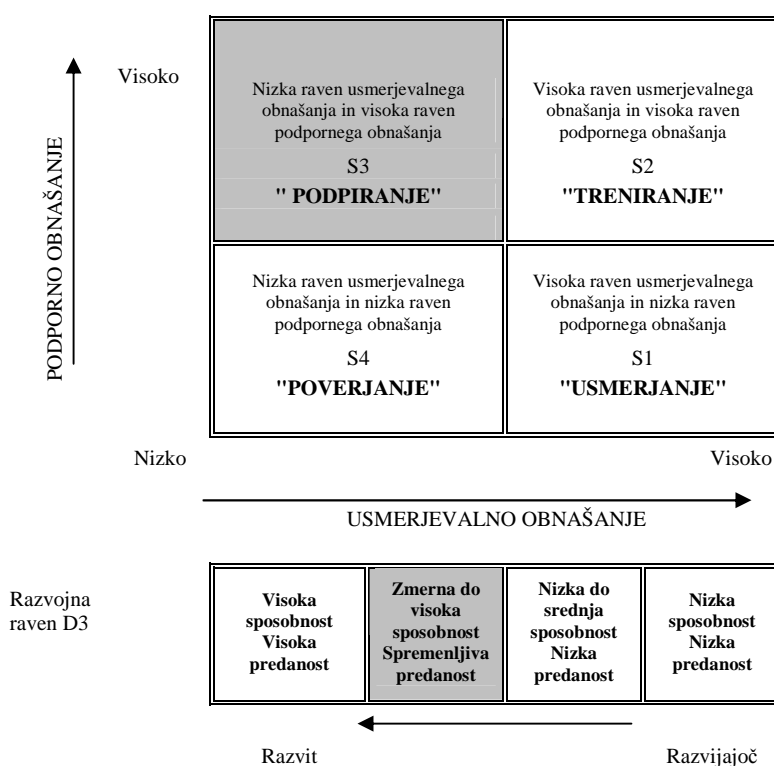 Visoko
PODPORNO OBNAŠANJE
Nizka raven usmerjevalnega
obnašanja in visoka raven
podpornega obnašanja
S3
" PODPIRANJE"
Visoka raven usmerjevalnega
obnašanja in visoka raven
podpornega obnašanja
S2
"TRENIRANJE"
Nizka raven usmerjevalnega
obnašanja in nizka raven
podpornega obnašanja
S4
"POVERJANJE"
Visoka raven usmerjevalnega
obnašanja in nizka raven
podpornega obnašanja
S1
"USMERJANJE"
Nizko
Visoko
USMERJEVALNO OBNAŠANJE
Razvojna
raven D3
Visoka
sposobnost
Visoka
predanost
Zmerna do
visoka
sposobnost
Spremenljiva
predanost
Nizka do
srednja
sposobnost
Nizka
predanost
Nizka
sposobnost
Nizka
predanost
Razvit
Razvijajoč